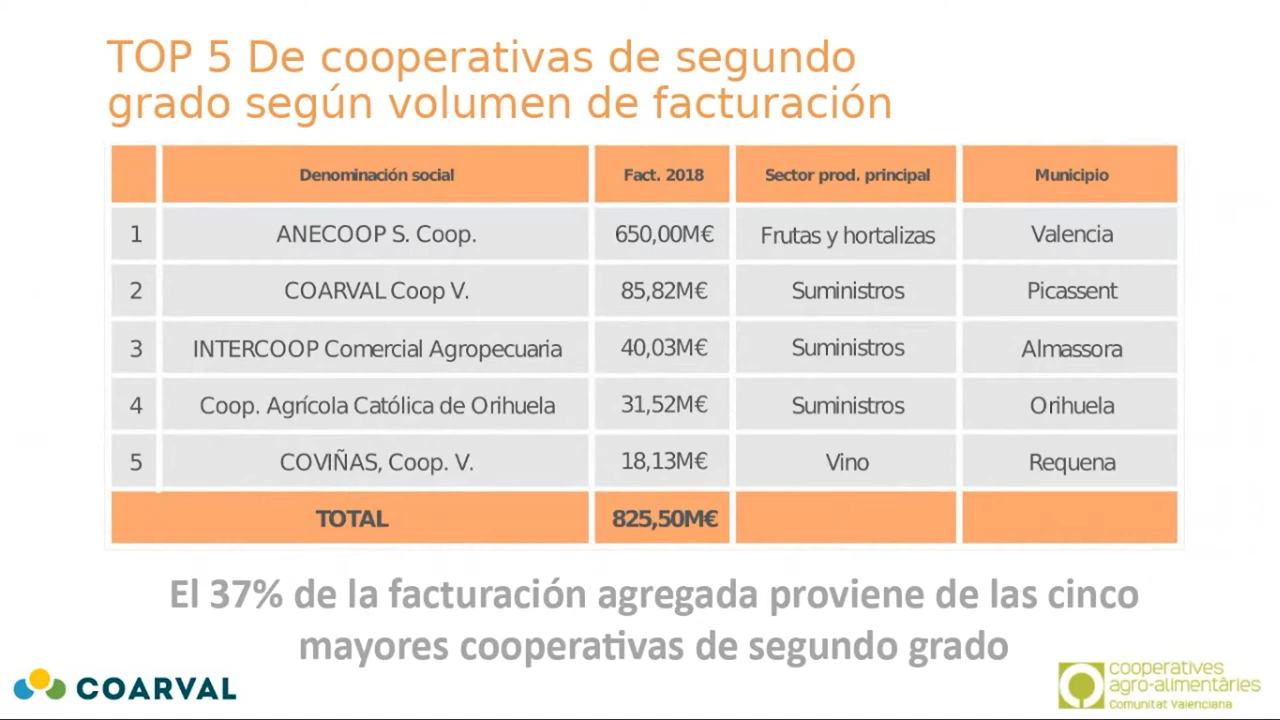 TOP 5 De cooperativas de segundo
grado según volumen de facturación
Denominación social Fact. 2018 Sector prod. principal Municipio
1 ANECOOP S. Coop. 650,00M€ Frutas y hortalizas Valencia
2 COARVAL Coop V. 85,82M€ Suministros Picassent
3 INTERCOOP Comercial Agropecuaria 40,03M€ Suministros Almassora
4 Coop. Agrícola Católica de Orihuela 31,52M€ Suministros Orihuela
5 COVIÑAS, Coop. V. 18,13M€ Vino Requena
TOTAL 825,50M€
El 37% de la facturación agregada proviene de las cinco
mayores cooperativas de segundo grado
COARVAL
cooperatives
agro-alimentàries
Comunitat Valenciana